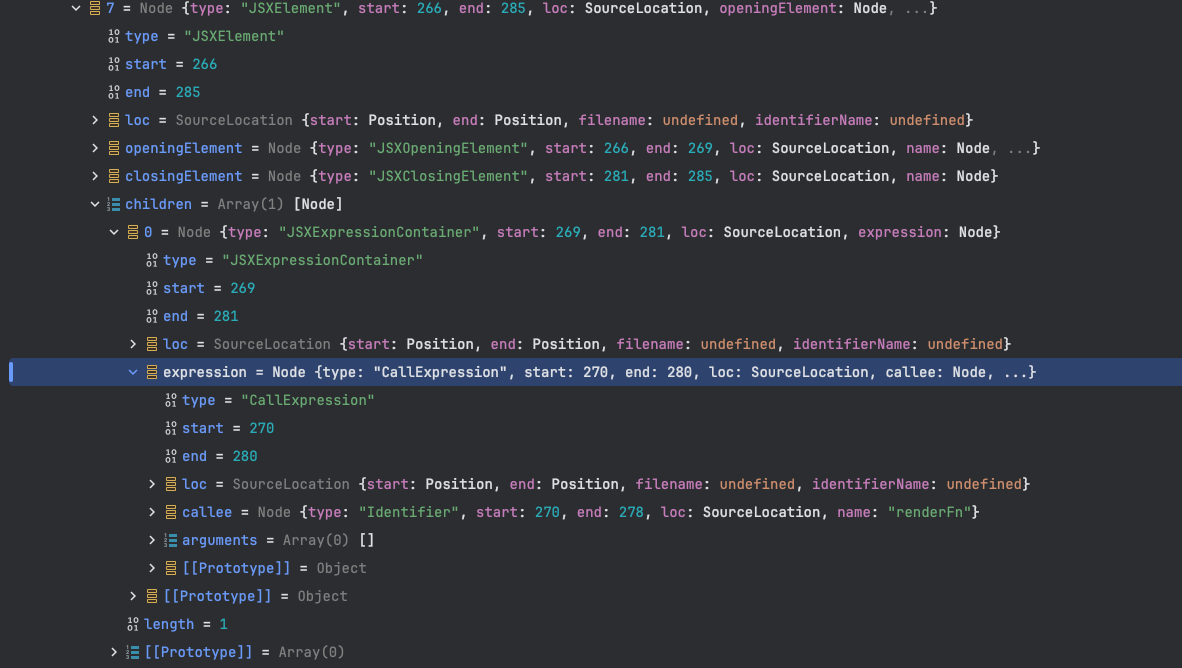 7 = Node {type: "JSXElement", start: 266, end: 285, loc: SourceLocation, openingElement: Node, ...}
type = "JSXElement"
start = 266
end = 285
loc = SourceLocation {start: Position, end: Position, filename: undefined, identifierName: undefined}
openingElement = Node {type: "JSXOpeningElement", start: 266, end: 269, loc: SourceLocation, name: Node, ...}
closingElement = Node {type: "JSXClosingElement", start: 281, end: 285, loc: SourceLocation, name: Node}
children = Array(1) [Node]
0 = Node {type: "JSXExpressionContainer", start: 269, end: 281, loc: SourceLocation, expression: Node}
type = "JSXExpressionContainer"
start = 269
end = 281
loc = SourceLocation {start: Position, end: Position, filename: undefined, identifierName: undefined}
expression = Node {type: "CallExpression", start: 270, end: 280, loc: SourceLocation, callee: Node, ...}
type = "CallExpression"
start = 270
end = 280
loc = SourceLocation {start: Position, end: Position, filename: undefined, identifierName: undefined}
callee = Node {type: "Identifier", start: 270, end: 278, loc: SourceLocation, name: "renderFn"}
arguments = Array(0) []
[[Prototype]] = Object
[[Prototype]] = Object
length = 1
[[Prototype]] = Array(0)